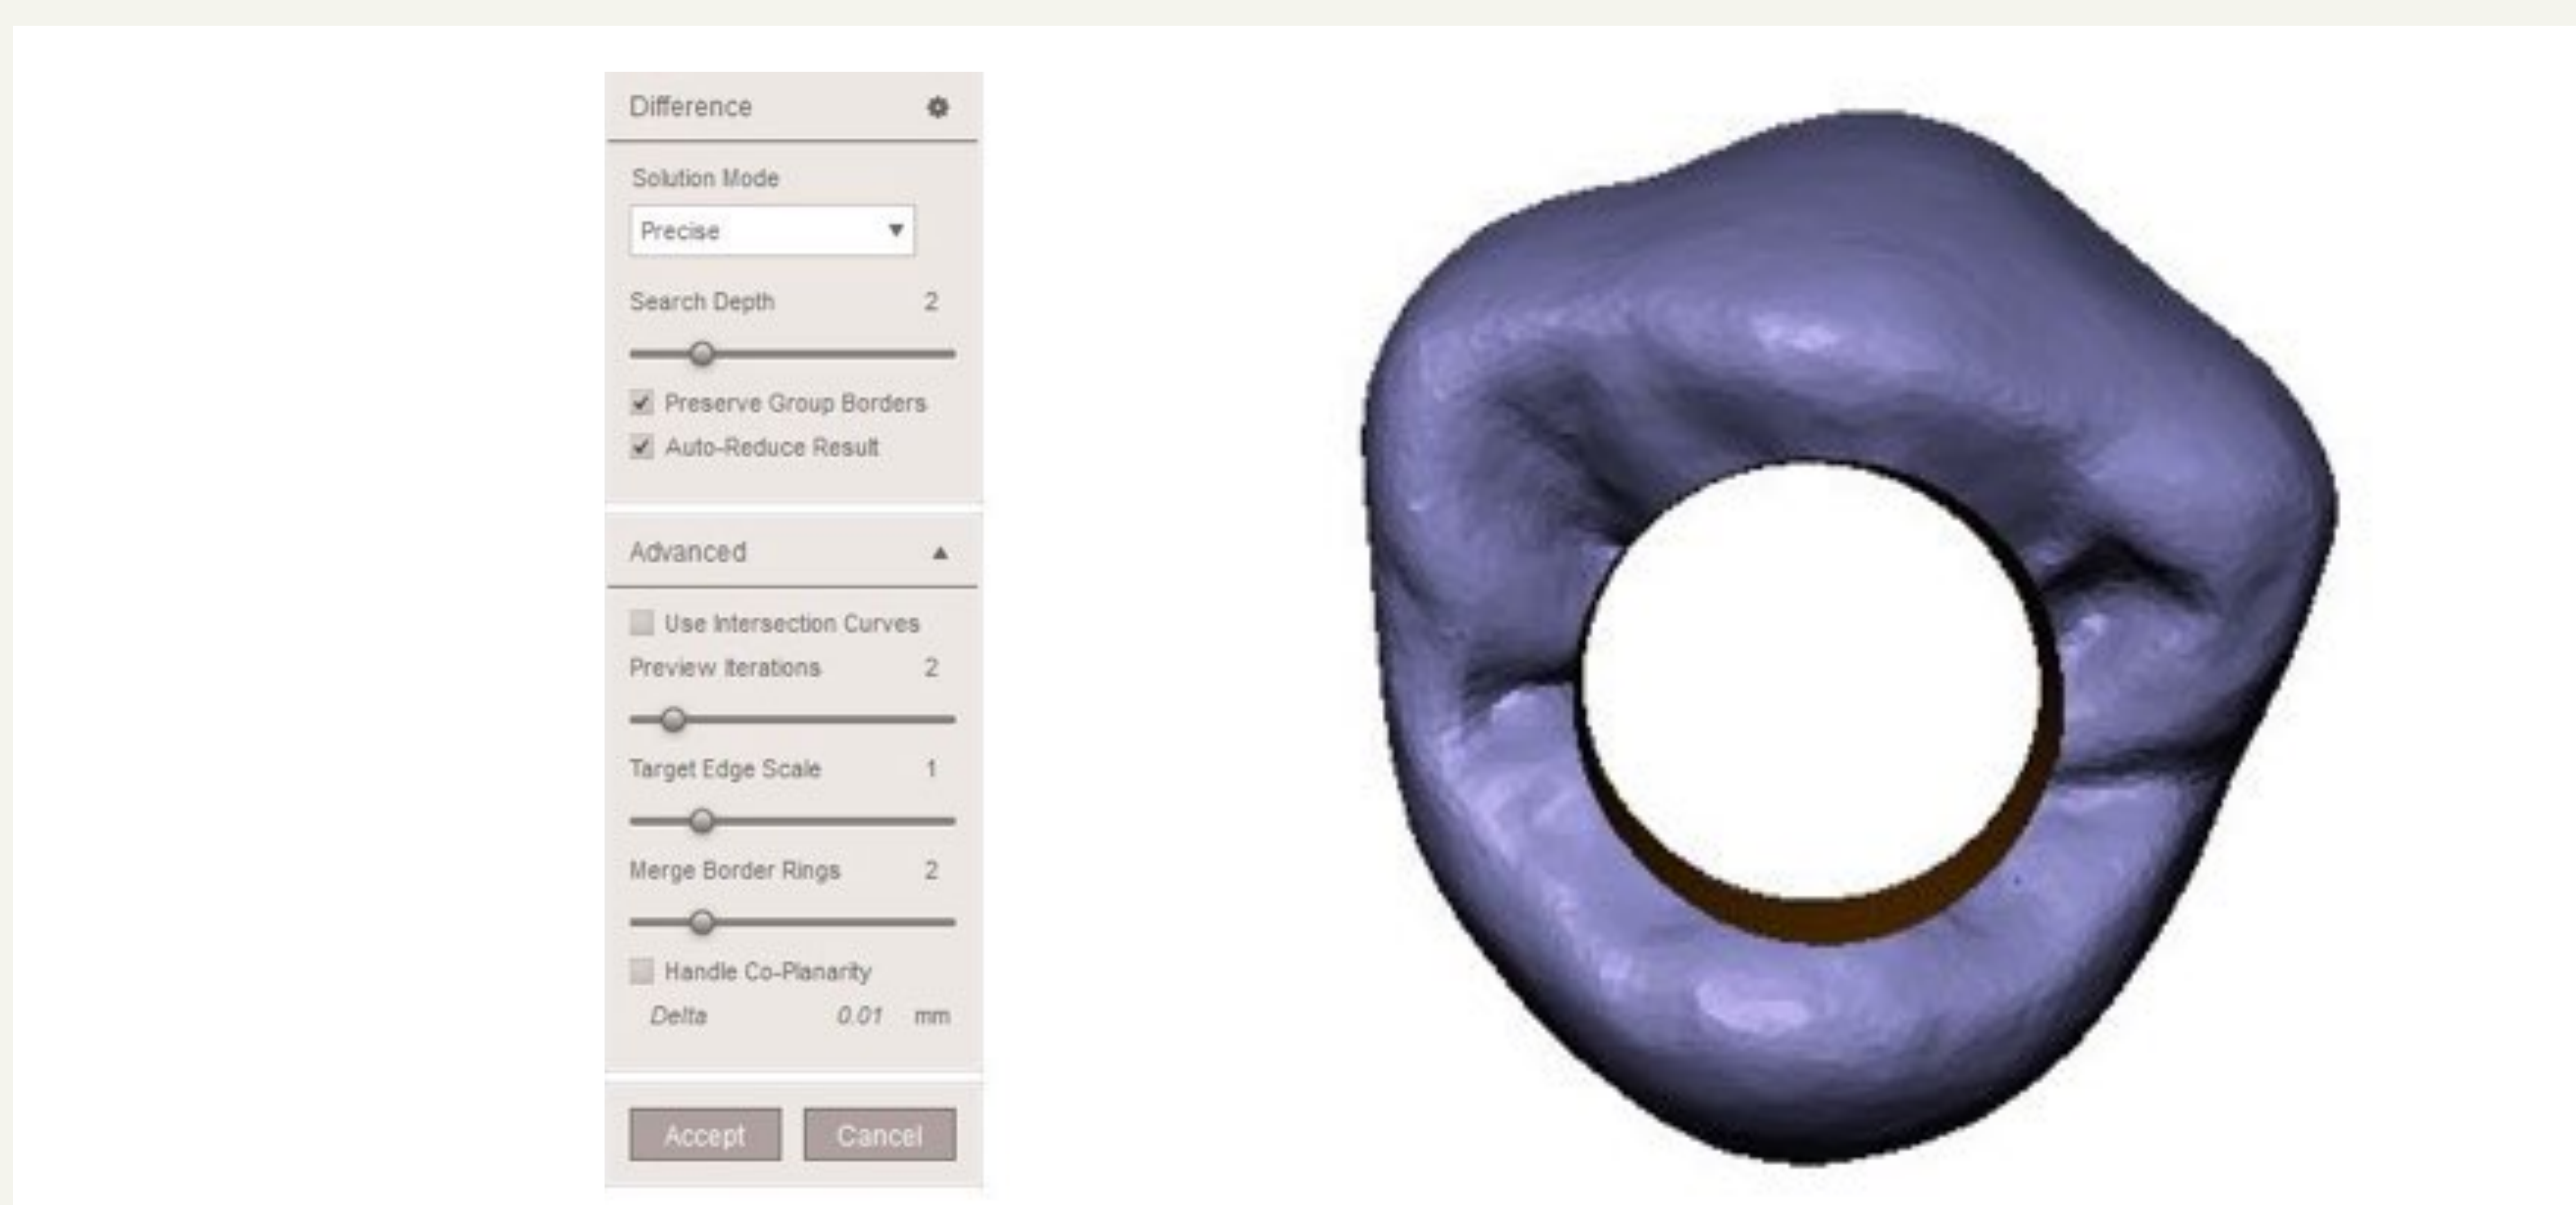 Difference
Solution Mode
Precise
Search Depth 2
Preserve Group Borders
Auto-Reduce Result
Advanced
Use Intersection Curves
Preview Iterations 2
Target Edge Scale 1
Merge Border Rings 2
Handle Co-Planarity
Delta 0.01 mm
Accept Cancel